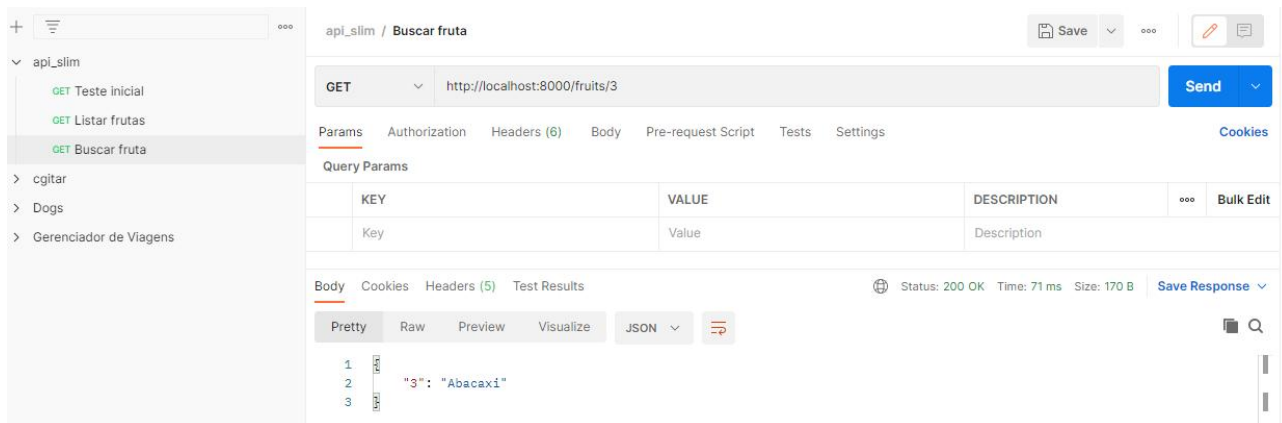 api_slim / Buscar fruta
Save
api_slim
GET Teste inicial
GET Listar frutas
GET Buscar fruta
cgitar
Dogs
Gerenciador de Viagens
GET http://localhost:8000/fruits/3 Send
Params Authorization Headers (6) Body Pre-request Script Tests Settings Cookies
Query Params
KEY VALUE DESCRIPTION Bulk Edit
Key Value Description
Body Cookies Headers (5) Test Results Status: 200 OK Time: 71 ms Size: 170 B Save Response
Pretty Raw Preview Visualize JSON
1 {
2 "3": "Abacaxi"
3 }